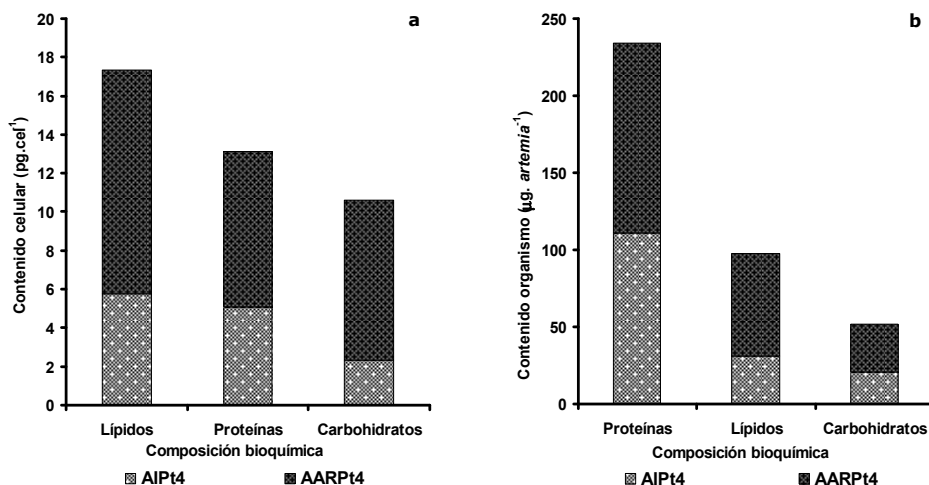 a
Contenido celular (pg.cel-1)
20
18
16
14
12
10
8
6
4
2
0
Lípidos Proteínas Carbohidratos
Composición bioquímica
AIPt4 AARPt4
b
Contenido organismo (µg. artemia-1)
250
200
150
100
50
0
Proteínas Lípidos Carbohidratos
Composición bioquímica
AIPt4 AARPt4